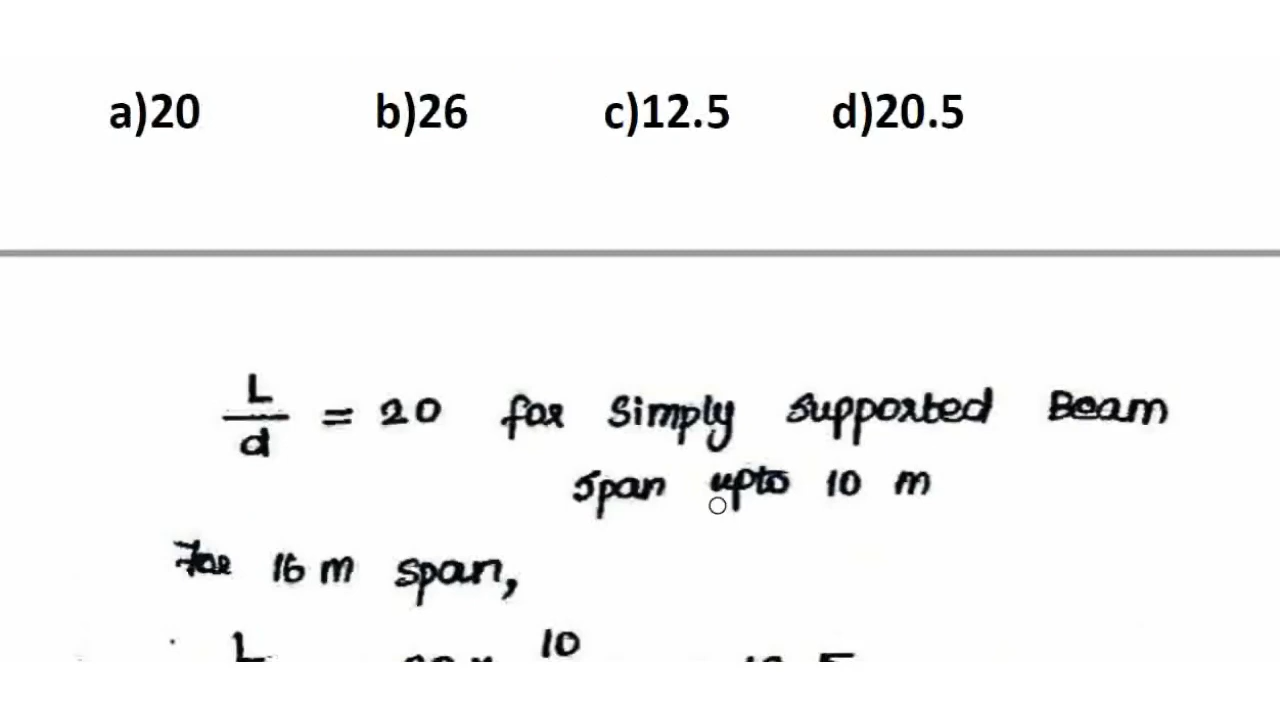 a)20 b)26 c)12.5 d)20.5
L
d = 20 for Simply supported Beam
span upto 10 m
For 16 m span,
10